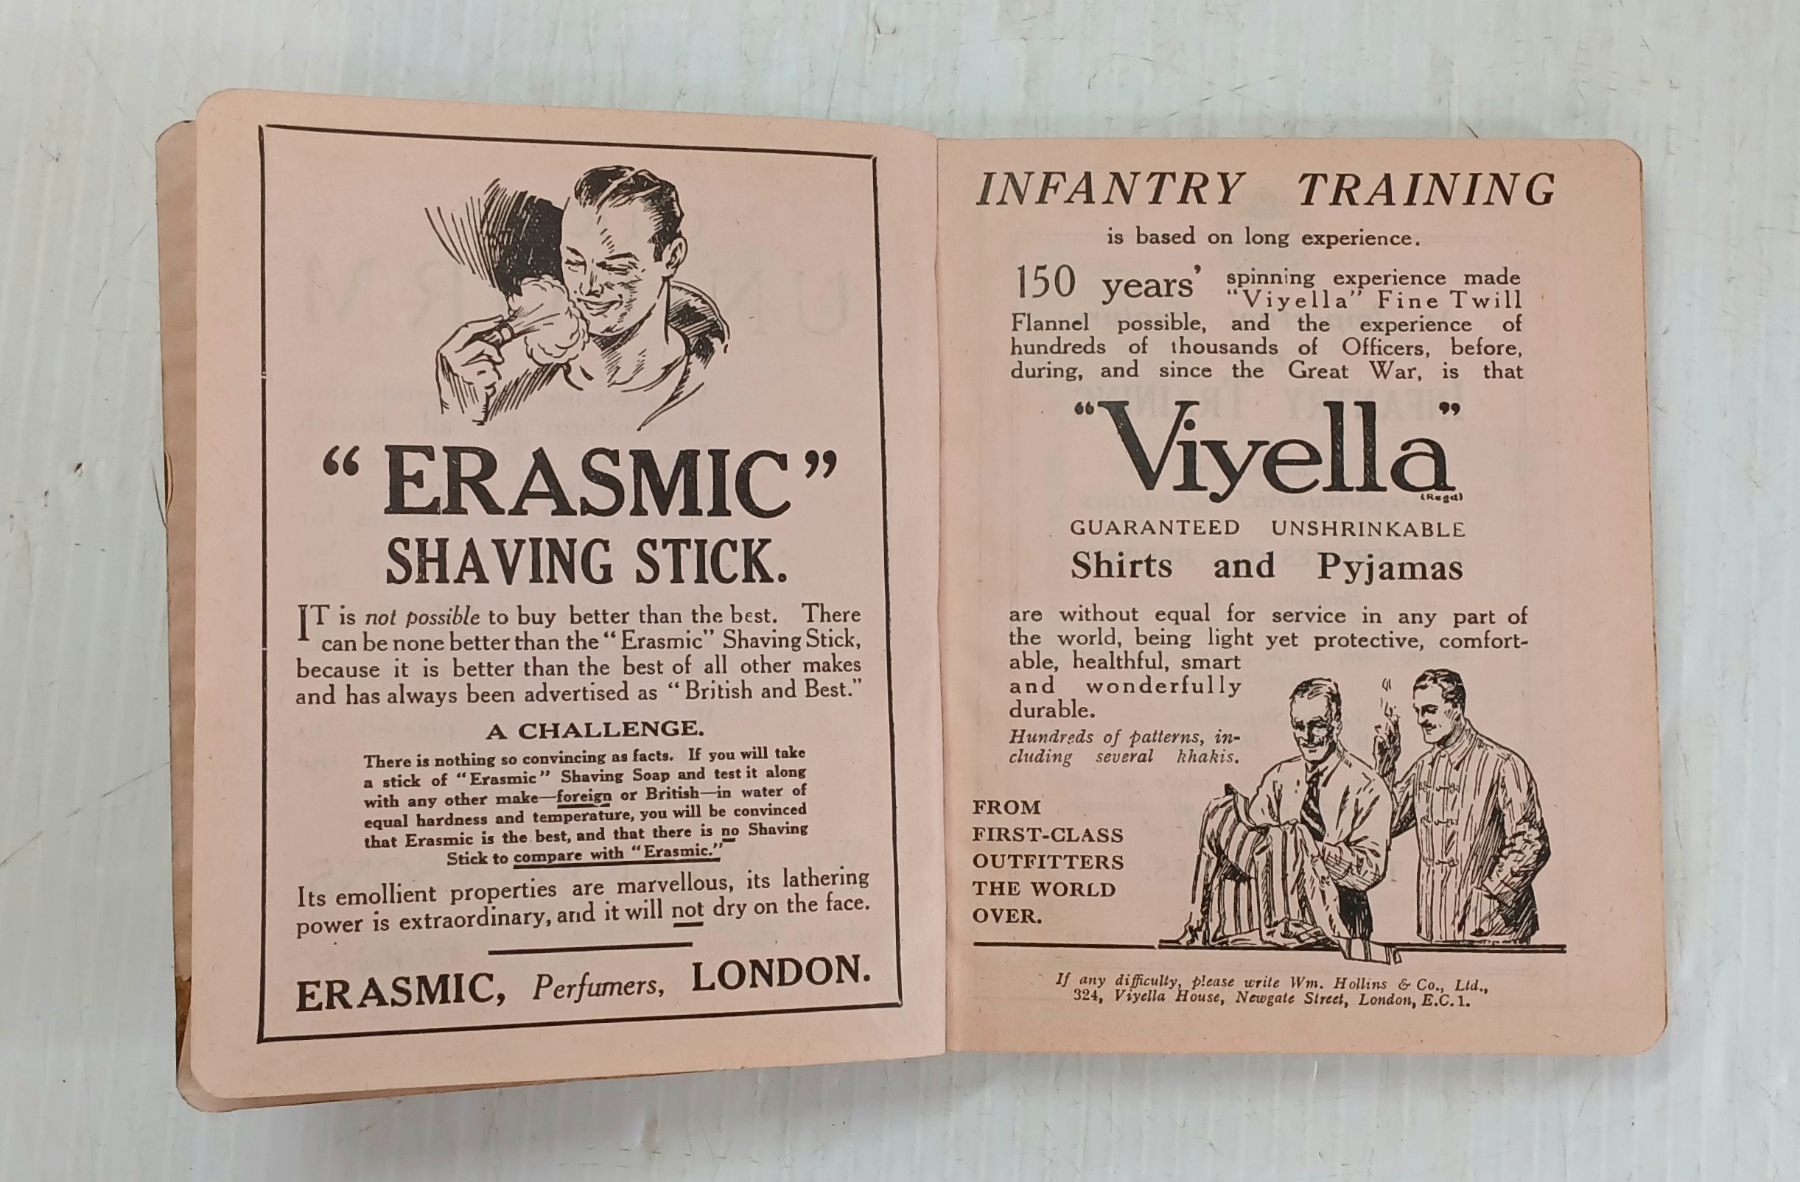 "ERASMIC"
SHAVING STICK.
IT is not possible to buy better than the best. There
can be none better than the "Erasmic" Shaving Stick,
because it is better than the best of all other makes
and has always been advertised as "British and Best."
A CHALLENGE.
There is nothing so convincing as facts. If you will take
a stick of "Erasmic" Shaving Soap and test it along
with any other make—foreign or British—in water of
equal hardness and temperature, you will be convinced
that Erasmic is the best, and that there is no Shaving
Stick to compare with "Erasmic."
Its emollient properties are marvellous, its lathering
power is extraordinary, and it will not dry on the face.
ERASMIC, Perfumers, LONDON.
INFANTRY TRAINING
is based on long experience.
150 years' spinning experience made
"Viyella" Fine Twill
Flannel possible, and the experience of
hundreds of thousands of Officers, before,
during, and since the Great War, is that
"Viyella"
(Regd)
GUARANTEED UNSHRINKABLE
Shirts and Pyjamas
are without equal for service in any part of
the world, being light yet protective, comfort-
able, healthful, smart
and wonderfully
durable.
Hundreds of patterns, in-
cluding several khakis.
FROM
FIRST-CLASS
OUTFITTERS
THE WORLD
OVER.
If any difficulty, please write Wm. Hollins & Co., Ltd.,
324, Viyella House, Newgate Street, London, E.C.1.